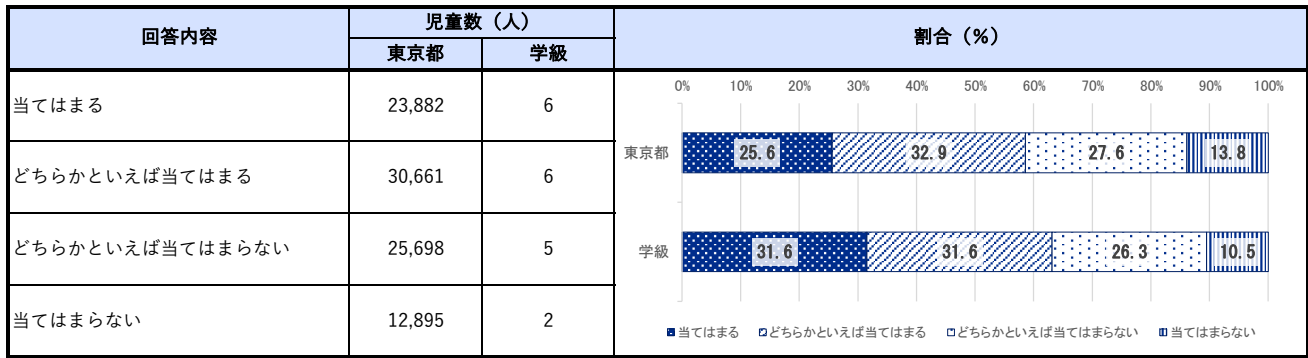 回答内容 児童数（人） 割合（%）
東京都 学級
当てはまる 23,882 6
どちらかといえば当てはまる 30,661 6
どちらかといえば当てはまらない 25,698 5
当てはまらない 12,895 2
0% 10% 20% 30% 40% 50% 60% 70% 80% 90% 100%
東京都 25.6 32.9 27.6 13.8
学級 31.6 31.6 26.3 10.5
当てはまる どちらかといえば当てはまる どちらかといえば当てはまらない 当てはまらない